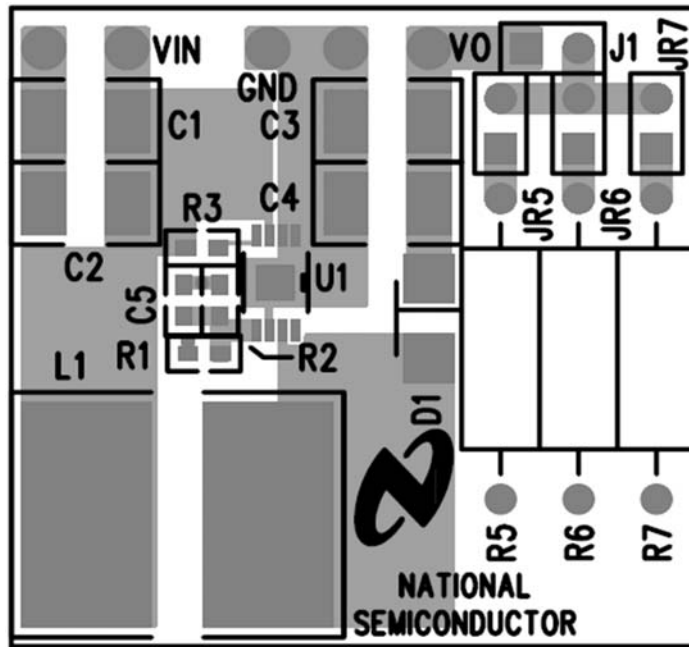 VIN
VO
J1
JR7
GND
C1
C3
C4
R3
JR5
JR6
C2
C5
U1
R1
R2
L1
D1
R5
R6
R7
NATIONAL
SEMICONDUCTOR